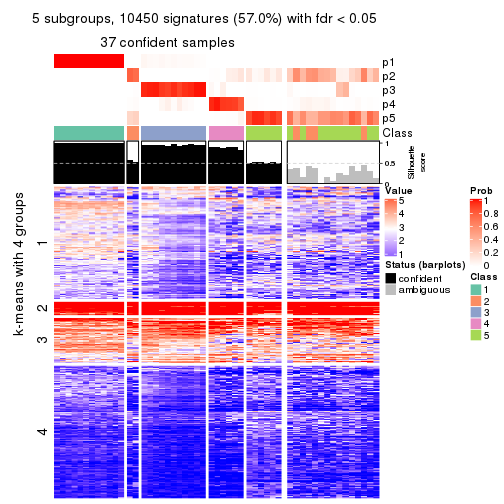 5 subgroups, 10450 signatures (57.0%) with fdr < 0.05
37 confident samples
p1
p2
p3
p4
p5
Class
1
0.5
0
Silhouette
score
k-means with 4 groups
1
2
3
4
Value
5
4
3
2
1
Status (barplots)
confident
ambiguous
Prob
1
0.8
0.6
0.4
0.2
0
Class
1
2
3
4
5